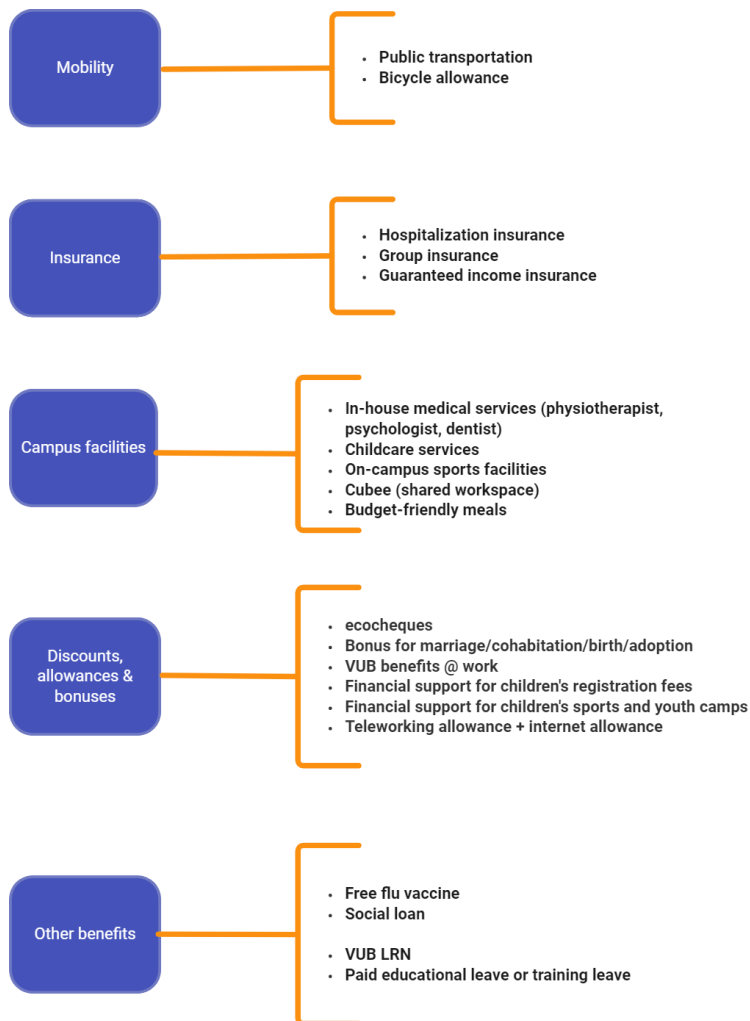 Mobility
• Public transportation
• Bicycle allowance
Insurance
• Hospitalization insurance
• Group insurance
• Guaranteed income insurance
Campus facilities
• In-house medical services (physiotherapist,
psychologist, dentist)
• Childcare services
• On-campus sports facilities
• Cubee (shared workspace)
• Budget-friendly meals
Discounts,
allowances &
bonuses
• ecocheques
• Bonus for marriage/cohabitation/birth/adoption
• VUB benefits @ work
• Financial support for children's registration fees
• Financial support for children's sports and youth camps
• Teleworking allowance + internet allowance
Other benefits
• Free flu vaccine
• Social loan
• VUB LRN
• Paid educational leave or training leave